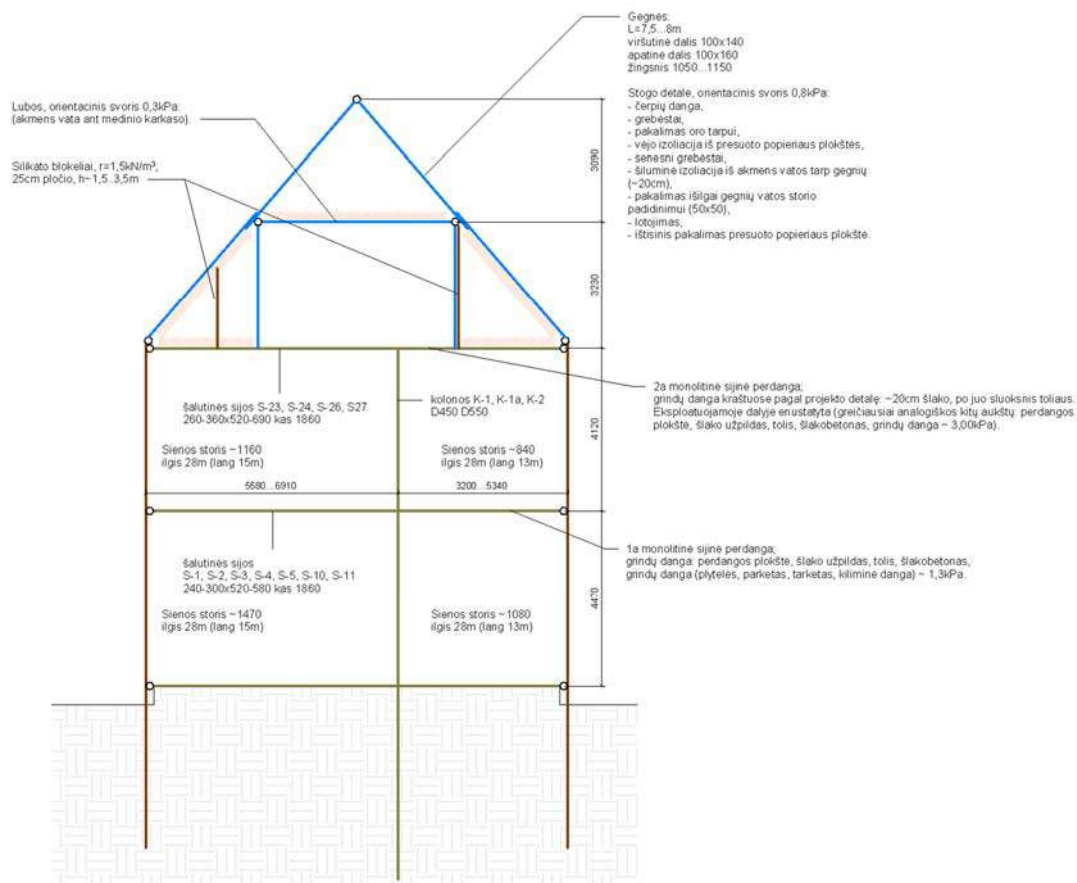 Gegnės:
L=7,5...8m
viršutinė dalis 100x140
apatinė dalis 100x160
žingsnis 1050...1150
Stogo detalė, orientacinis svoris 0,8kPa:
- čerpių danga,
- grebėstai,
- pakalimas oro tarpui,
- vėjo izoliacija iš presuoto popieriaus plokštės,
- senesni grebėstai,
- šiluminė izoliacija iš akmens vatos tarp gegnių
(~20cm),
- pakalimas išilgai gegnių vatos storio
padidinimui (50x50),
- lotojimas,
- ištisinis pakalimas presuoto popieriaus plokšte.
Lubos, orientacinis svoris 0,3kPa:
(akmens vata ant medinio karkaso).
Silikato blokeliai, r=1,5kN/m³,
25cm pločio, h~1,5..3,5m
3090
3230
4120
4470
2a monolitinė sijinė perdanga;
grindų danga kraštuose pagal projekto detalę: ~20cm šlako, po juo sluoksnis toliaus.
Eksploatuojamoje dalyje enustatyta (greičiausiai analogiškos kitų aukštų: perdangos
plokštė, šlako užpildas, tolis, šlakobetonas, grindų danga ~ 3,00kPa).
šalutinės sijos S-23, S-24, S-26, S27
260-360x520-690 kas 1860
kolonos K-1, K-1a, K-2
D450 D550
Sienos storis ~1160
ilgis 28m (lang 15m)
Sienos storis ~840
ilgis 28m (lang 13m)
5580...6910
3200...5340
1a monolitinė sijinė perdanga;
grindų danga: perdangos plokštė, šlako užpildas, tolis, šlakobetonas,
grindų danga (plytelės, parketas, tarketas, kiliminė danga) ~ 1,3kPa.
šalutinės sijos
S-1, S-2, S-3, S-4, S-5, S-10, S-11
240-300x520-580 kas 1860
Sienos storis ~1470
ilgis 28m (lang 15m)
Sienos storis ~1080
ilgis 28m (lang 13m)